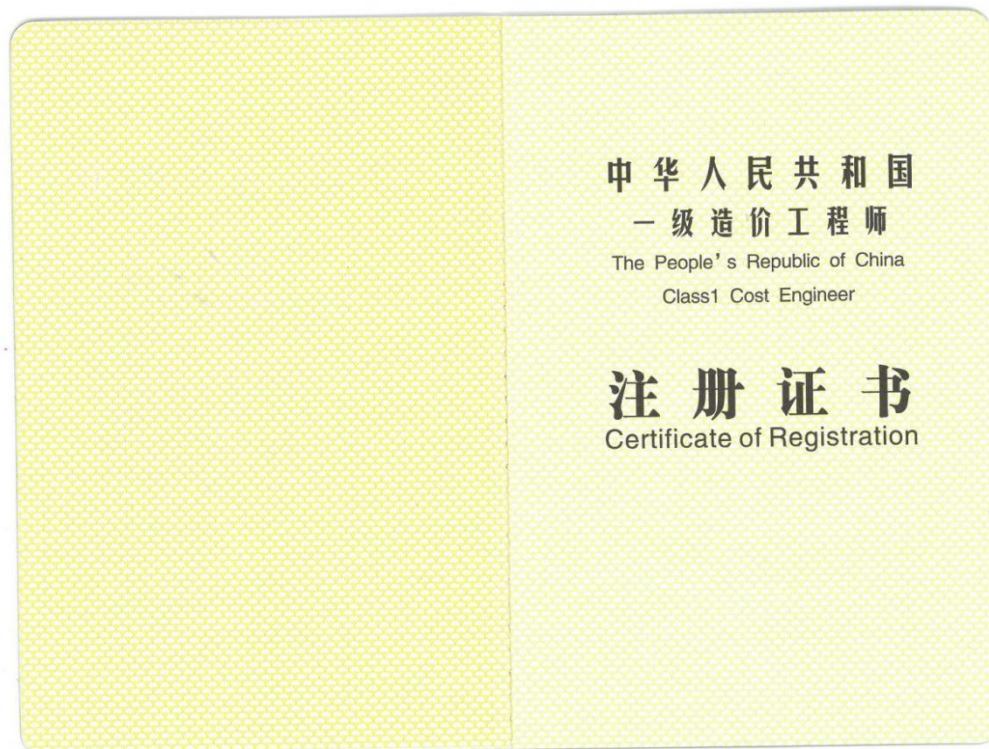 中华人民共和国
一级造价工程师
The People's Republic of China
Class1 Cost Engineer
注册证书
Certificate of Registration